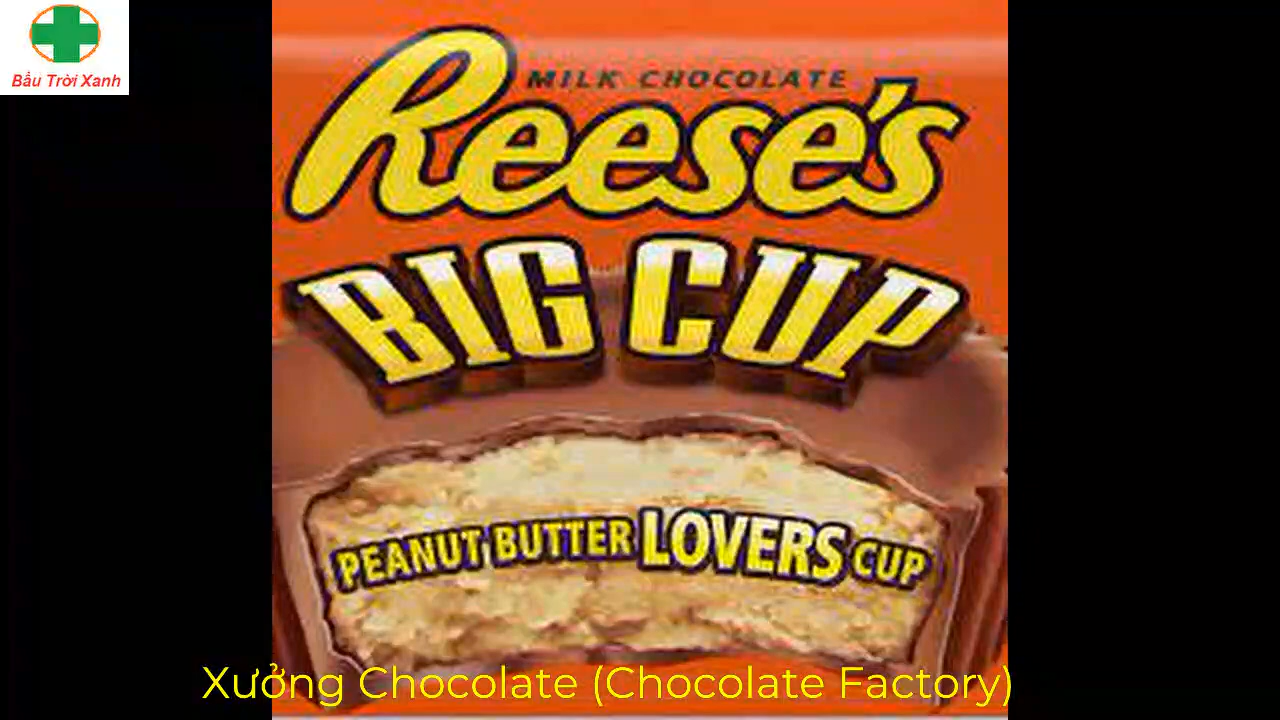 Bầu Trời Xanh
MILK CHOCOLATE
Reese's
BIG CUP
PEANUT BUTTER LOVERS CUP
Xưởng Chocolate (Chocolate Factory)